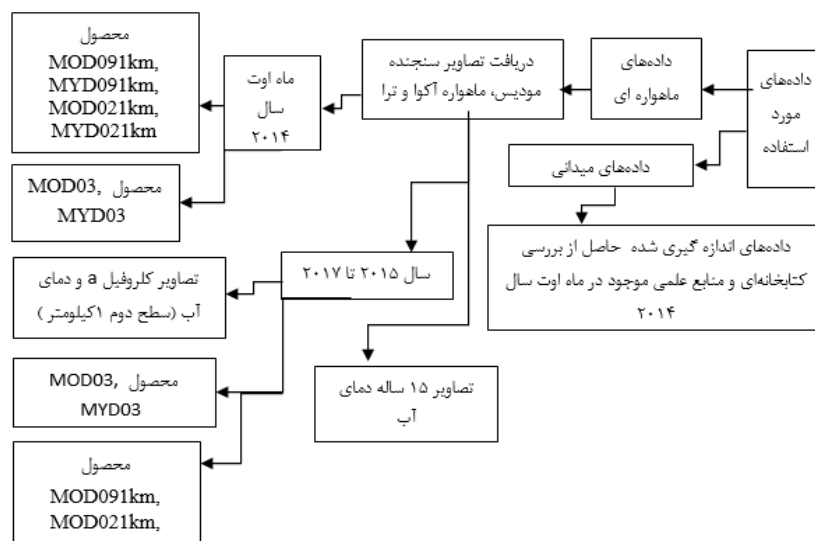 داده‌های
مورد
استفاده
داده‌های
ماهواره ای
دریافت تصاویر سنجنده
مودیس، ماهواره آکوا و ترا
ماه اوت
سال
۲۰۱۴
محصول
MOD091km,
MYD091km,
MOD021km,
MYD021km
محصول MOD03,
MYD03
داده‌های میدانی
داده‌های اندازه گیری شده حاصل از بررسی
کتابخانه‌ای و منابع علمی موجود در ماه اوت سال
۲۰۱۴
سال ۲۰۱۵ تا ۲۰۱۷
تصاویر کلروفیل a و دمای
آب (سطح دوم ۱کیلومتر )
محصول MOD03,
MYD03
تصاویر ۱۵ ساله دمای
آب
محصول
MOD091km,
MOD021km,